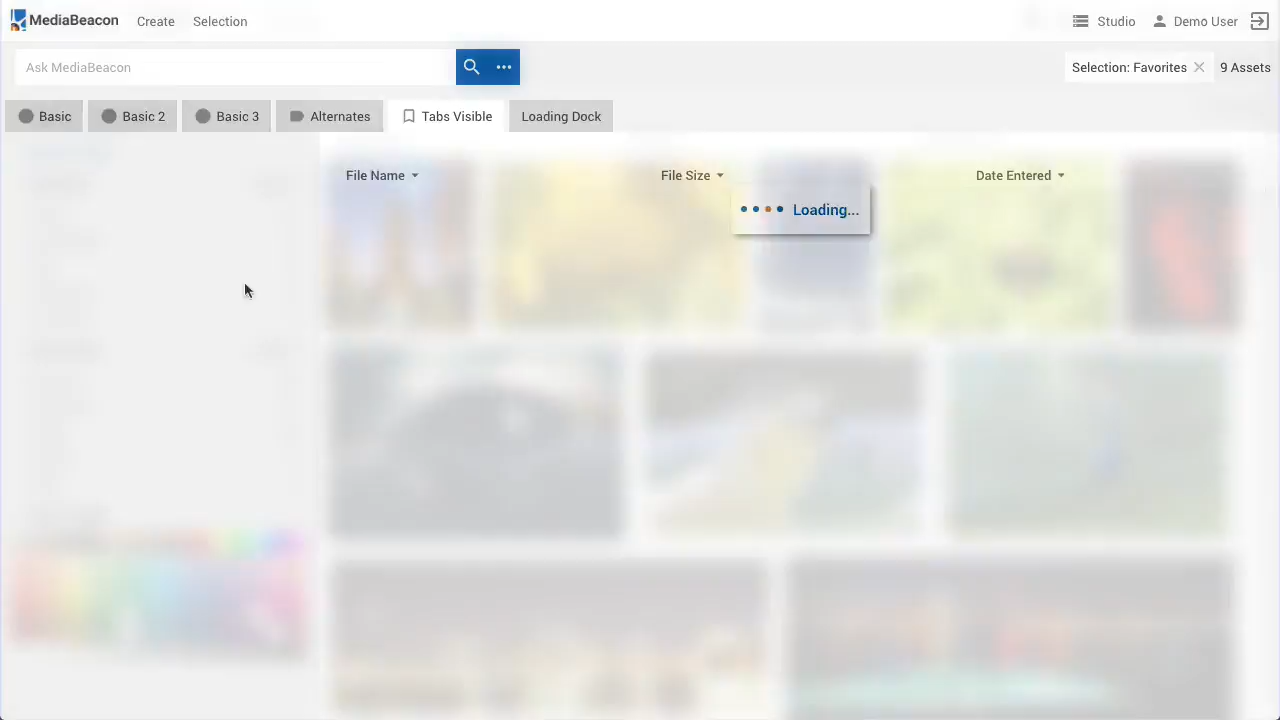 MediaBeacon Create Selection Studio Demo User
Ask MediaBeacon Selection: Favorites 9 Assets
Basic Basic 2 Basic 3 Alternates Tabs Visible Loading Dock
File Name File Size Date Entered
Loading...